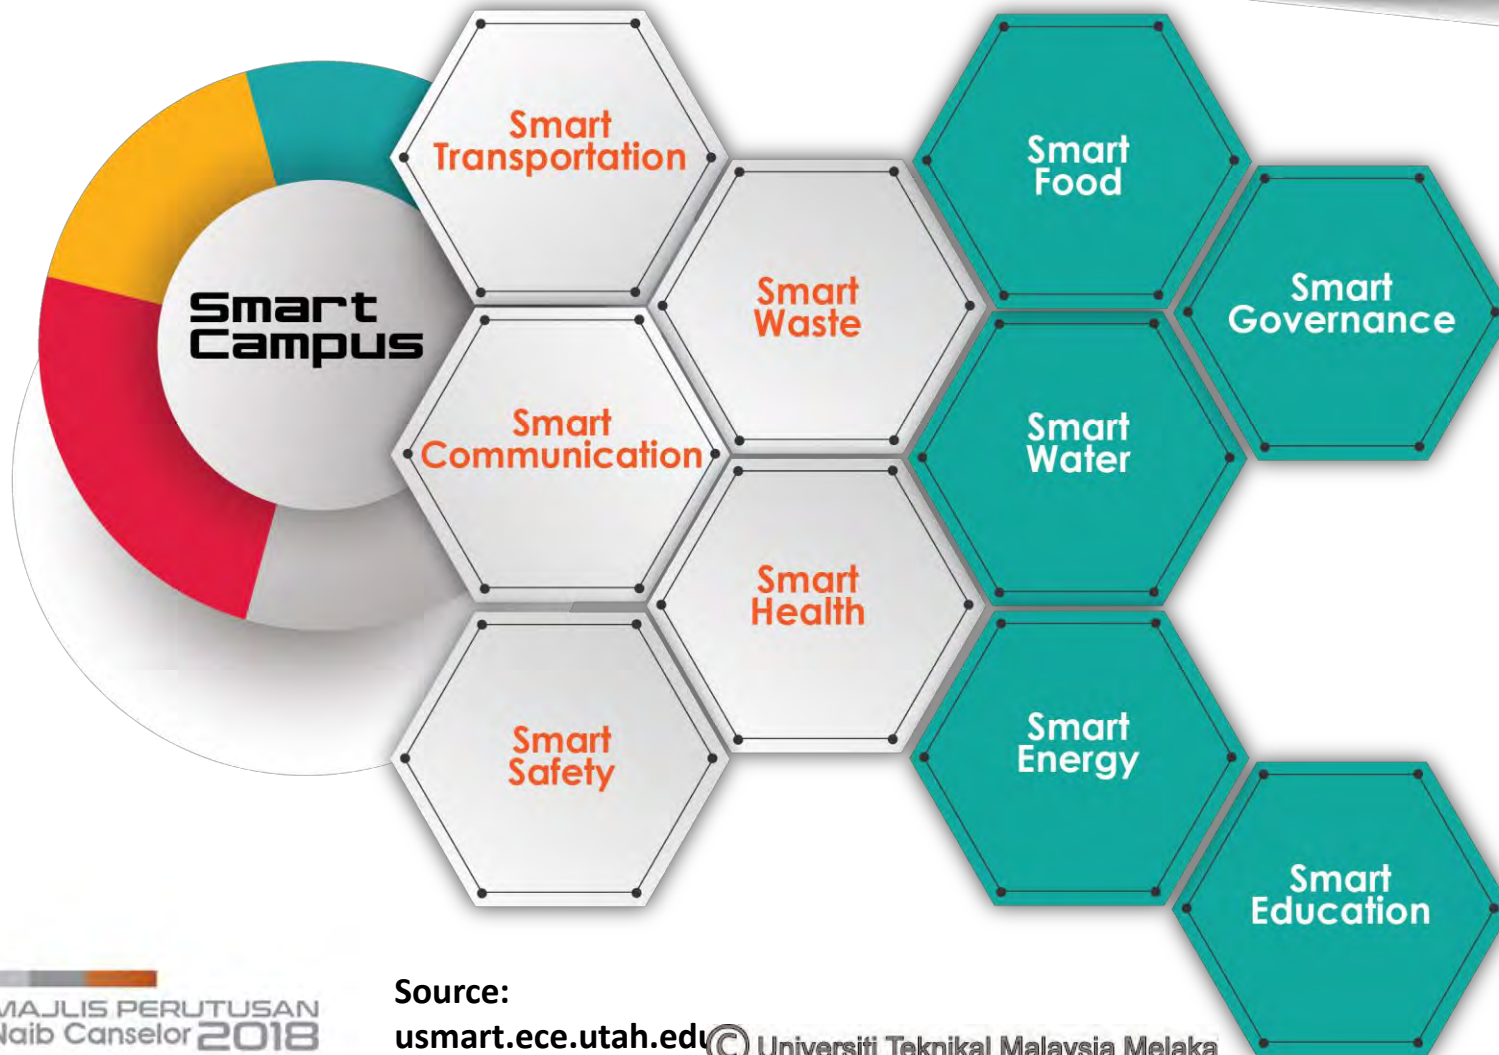 Smart
Campus
Smart
Transportation
Smart
Communication
Smart
Safety
Smart
Waste
Smart
Health
Smart
Food
Smart
Water
Smart
Energy
Smart
Governance
Smart
Education
MAJLIS PERUTUSAN
Naib Canselor 2018
Source:
usmart.ece.utah.edu
© Universiti Teknikal Malaysia Melaka